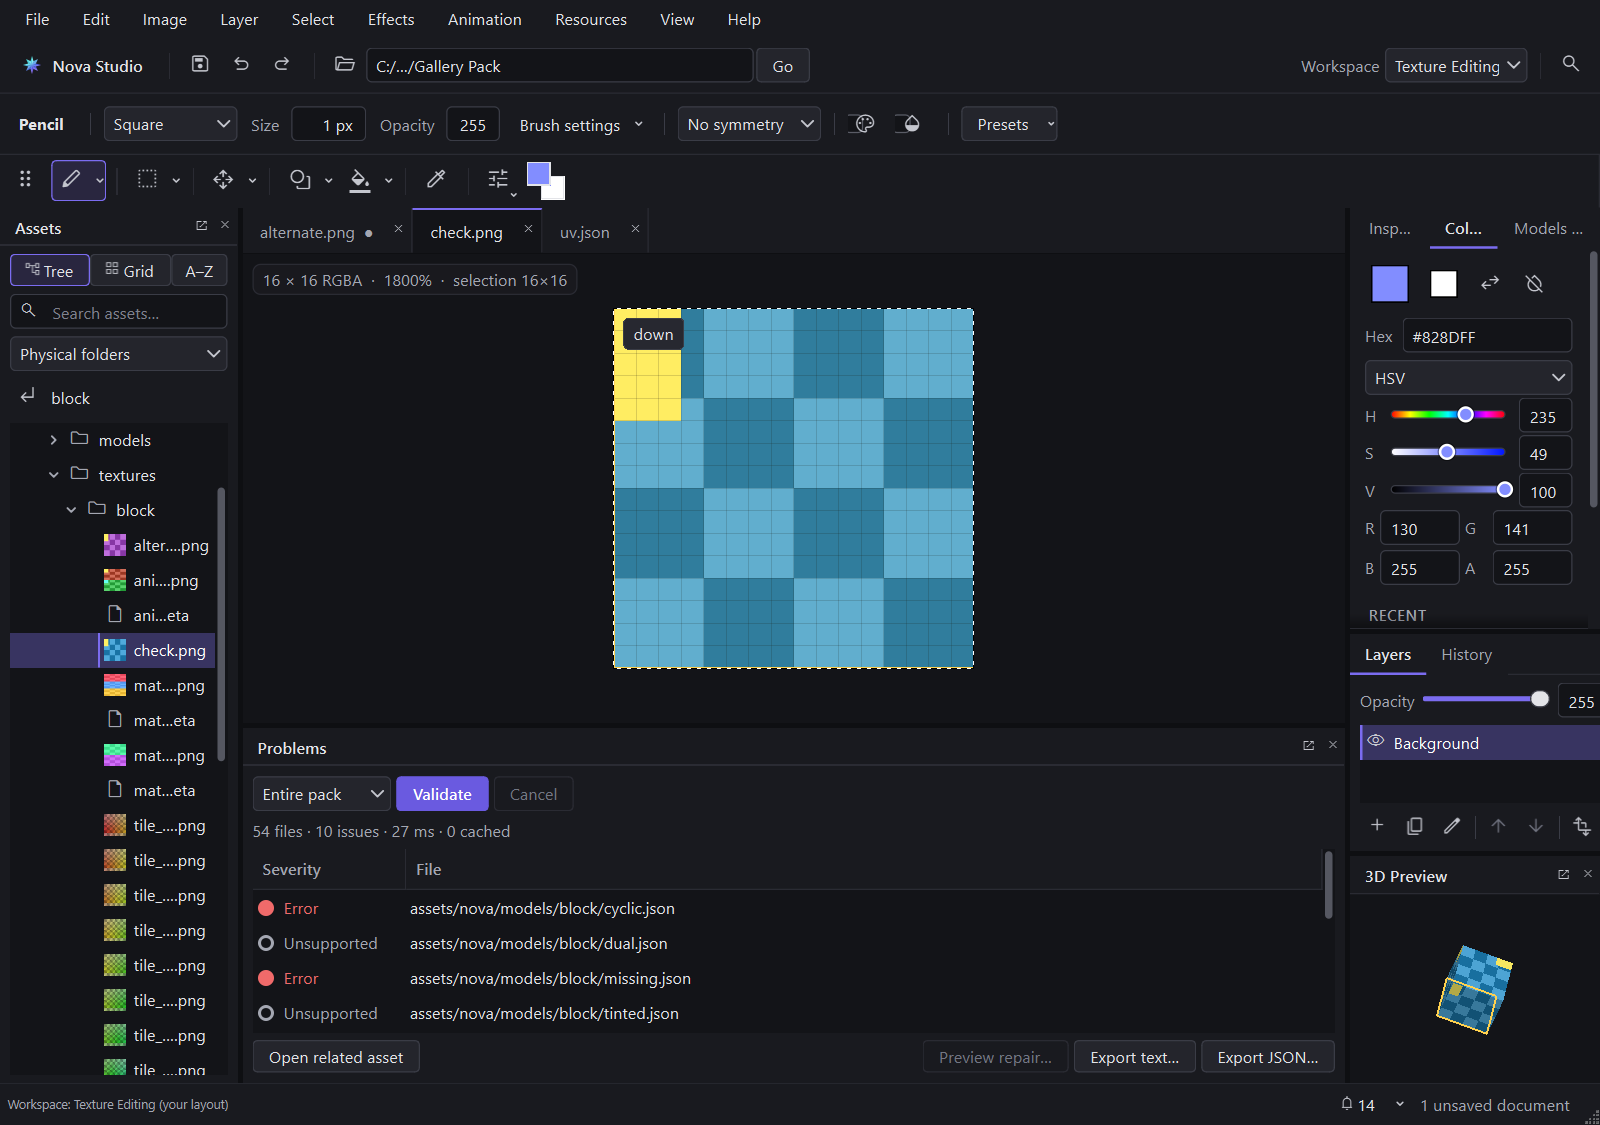 File Edit Image Layer Select Effects Animation Resources View Help
Nova Studio C:/.../Gallery Pack Go Workspace Texture Editing
Pencil Square Size 1 px Opacity 255 Brush settings No symmetry Presets
Assets
Tree Grid A–Z
Search assets...
Physical folders
block
models
textures
block
alter....png
ani....png
ani...eta
check.png
mat....png
mat...eta
mat....png
mat...eta
tile_....png
tile_....png
tile_....png
tile_....png
tile_....png
tile_....png
tile_....png
tile_....png
alternate.png ● check.png uv.json
16 × 16 RGBA · 1800% · selection 16×16
down
Problems
Entire pack Validate Cancel
54 files · 10 issues · 27 ms · 0 cached
Severity File
Error assets/nova/models/block/cyclic.json
Unsupported assets/nova/models/block/dual.json
Error assets/nova/models/block/missing.json
Unsupported assets/nova/models/block/tinted.json
Open related asset Preview repair... Export text... Export JSON...
Insp... Col... Models ...
Hex #828DFF
HSV
H 235
S 49
V 100
R 130 G 141
B 255 A 255
RECENT
Layers History
Opacity 255
Background
3D Preview
Workspace: Texture Editing (your layout) 14 1 unsaved document